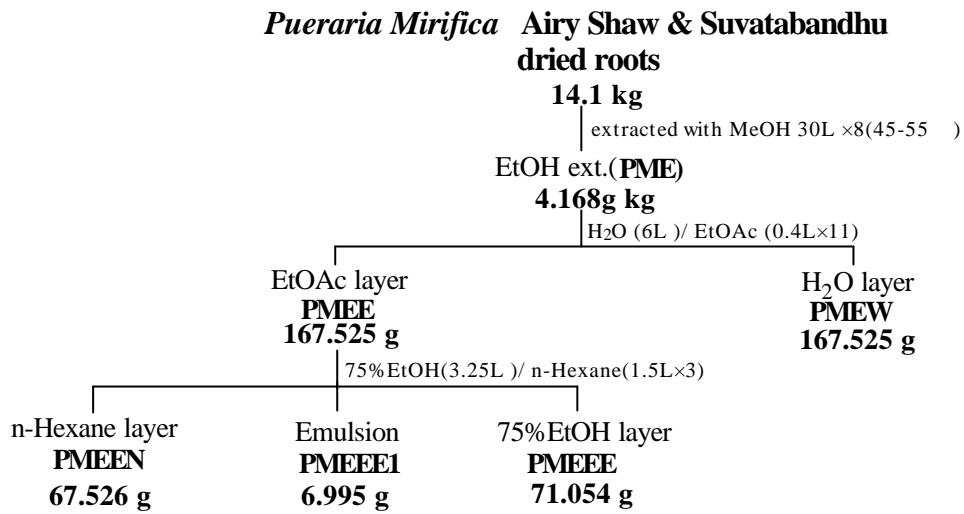 Pueraria Mirifica Airy Shaw & Suvatabandhu
dried roots
14.1 kg
extracted with MeOH 30L ×8(45-55 )
EtOH ext.(PME)
4.168g kg
H2O (6L )/ EtOAc (0.4L×11)
EtOAc layer
PMEE
167.525 g
H2O layer
PMEW
167.525 g
75%EtOH(3.25L )/ n-Hexane(1.5L×3)
n-Hexane layer
PMEEN
67.526 g
Emulsion
PMEEE1
6.995 g
75%EtOH layer
PMEEE
71.054 g